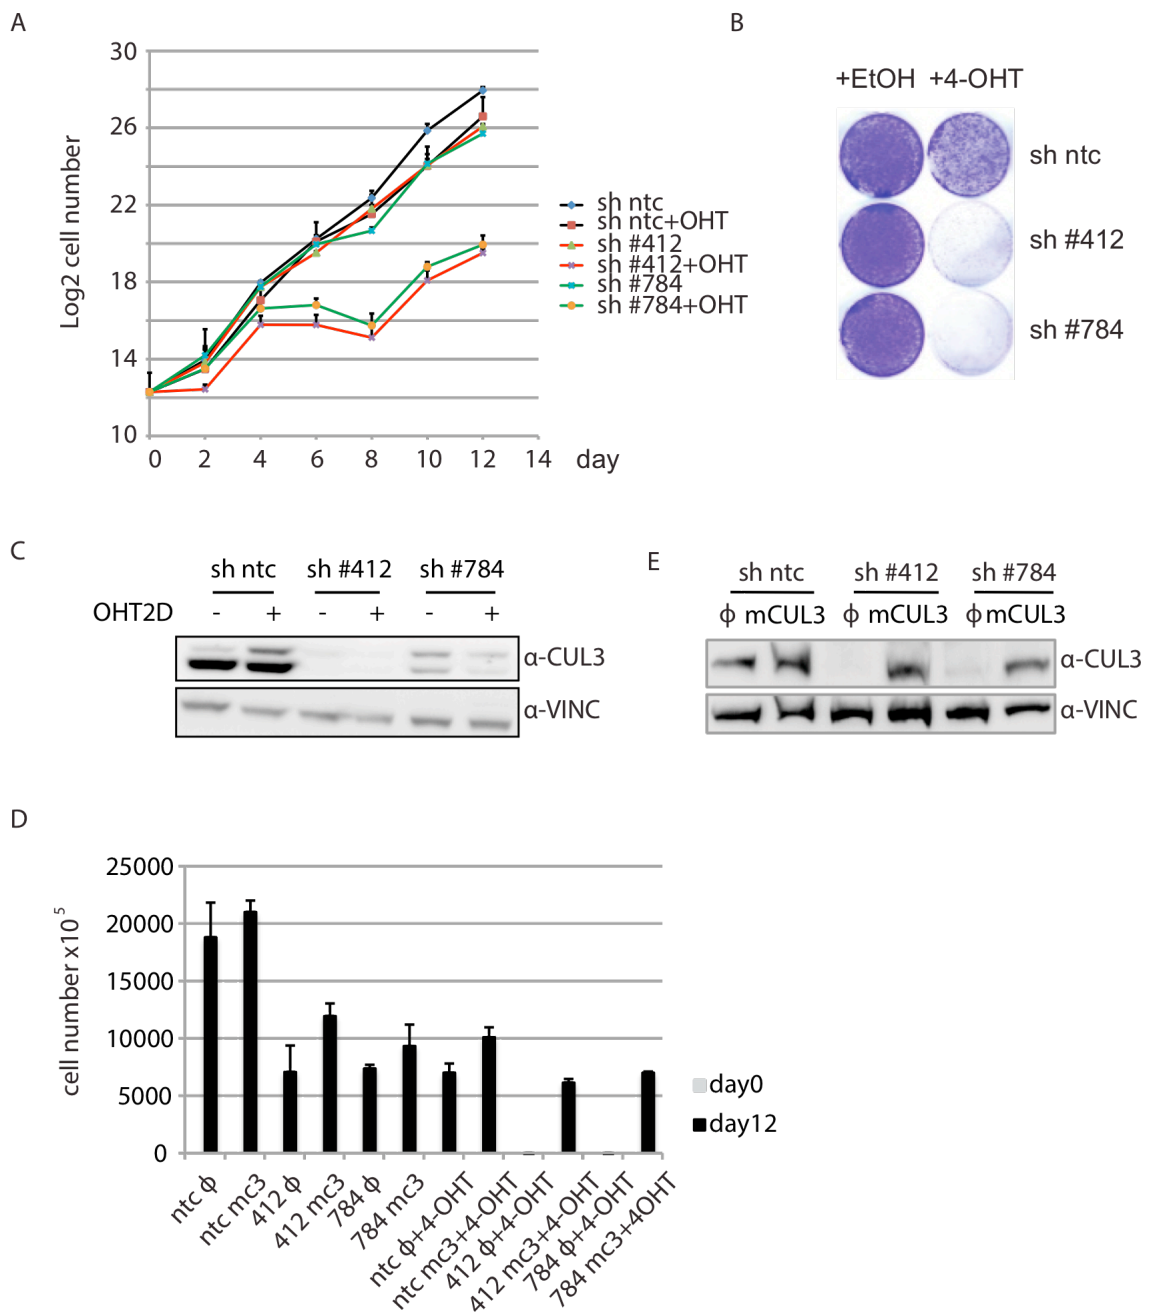 A
30
26
22
18
14
10
Log2 cell number
0 2 4 6 8 10 12 14 day
sh ntc
sh ntc+OHT
sh #412
sh #412+OHT
sh #784
sh #784+OHT
B
+EtOH +4-OHT
sh ntc
sh #412
sh #784
C
sh ntc sh #412 sh #784
OHT2D - + - + - +
α-CUL3
α-VINC
E
sh ntc sh #412 sh #784
ϕ mCUL3 ϕ mCUL3 ϕ mCUL3
α-CUL3
α-VINC
D
25000
20000
15000
10000
5000
0
cell number x10 5
day0
day12
ntc ϕ
ntc mc3
412 ϕ
412 mc3
784 ϕ
784 mc3
ntc ϕ+4-OHT
ntc mc3+4-OHT
412 ϕ+4-OHT
412 mc3+4-OHT
784 ϕ+4-OHT
784 mc3+4OHT